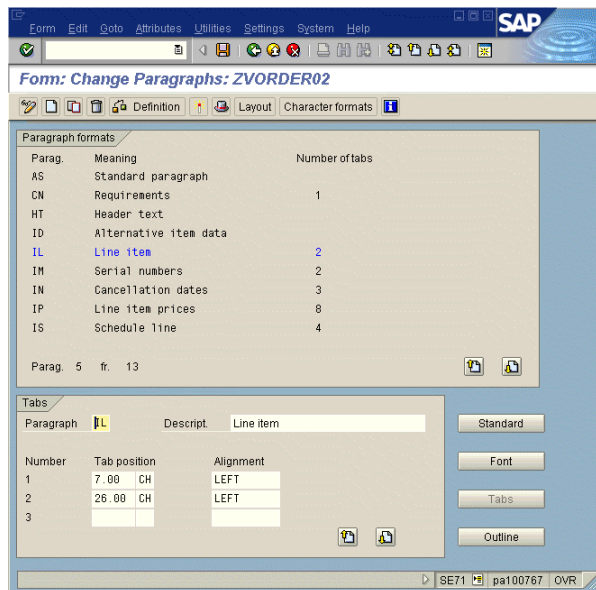 Form Edit Goto Attributes Utilities Settings System Help
SAP
Form: Change Paragraphs: ZVORDER02
Definition Layout Character formats
Paragraph formats
Parag. Meaning Number of tabs
AS Standard paragraph
CN Requirements 1
HT Header text
ID Alternative item data
IL Line item 2
IM Serial numbers 2
IN Cancellation dates 3
IP Line item prices 8
IS Schedule line 4
Parag. 5 fr. 13
Tabs
Paragraph IL Descript. Line item Standard
Number Tab position Alignment Font
1 7.00 CH LEFT
2 26.00 CH LEFT Tabs
3
Outline
SE71 pa100767 OVR